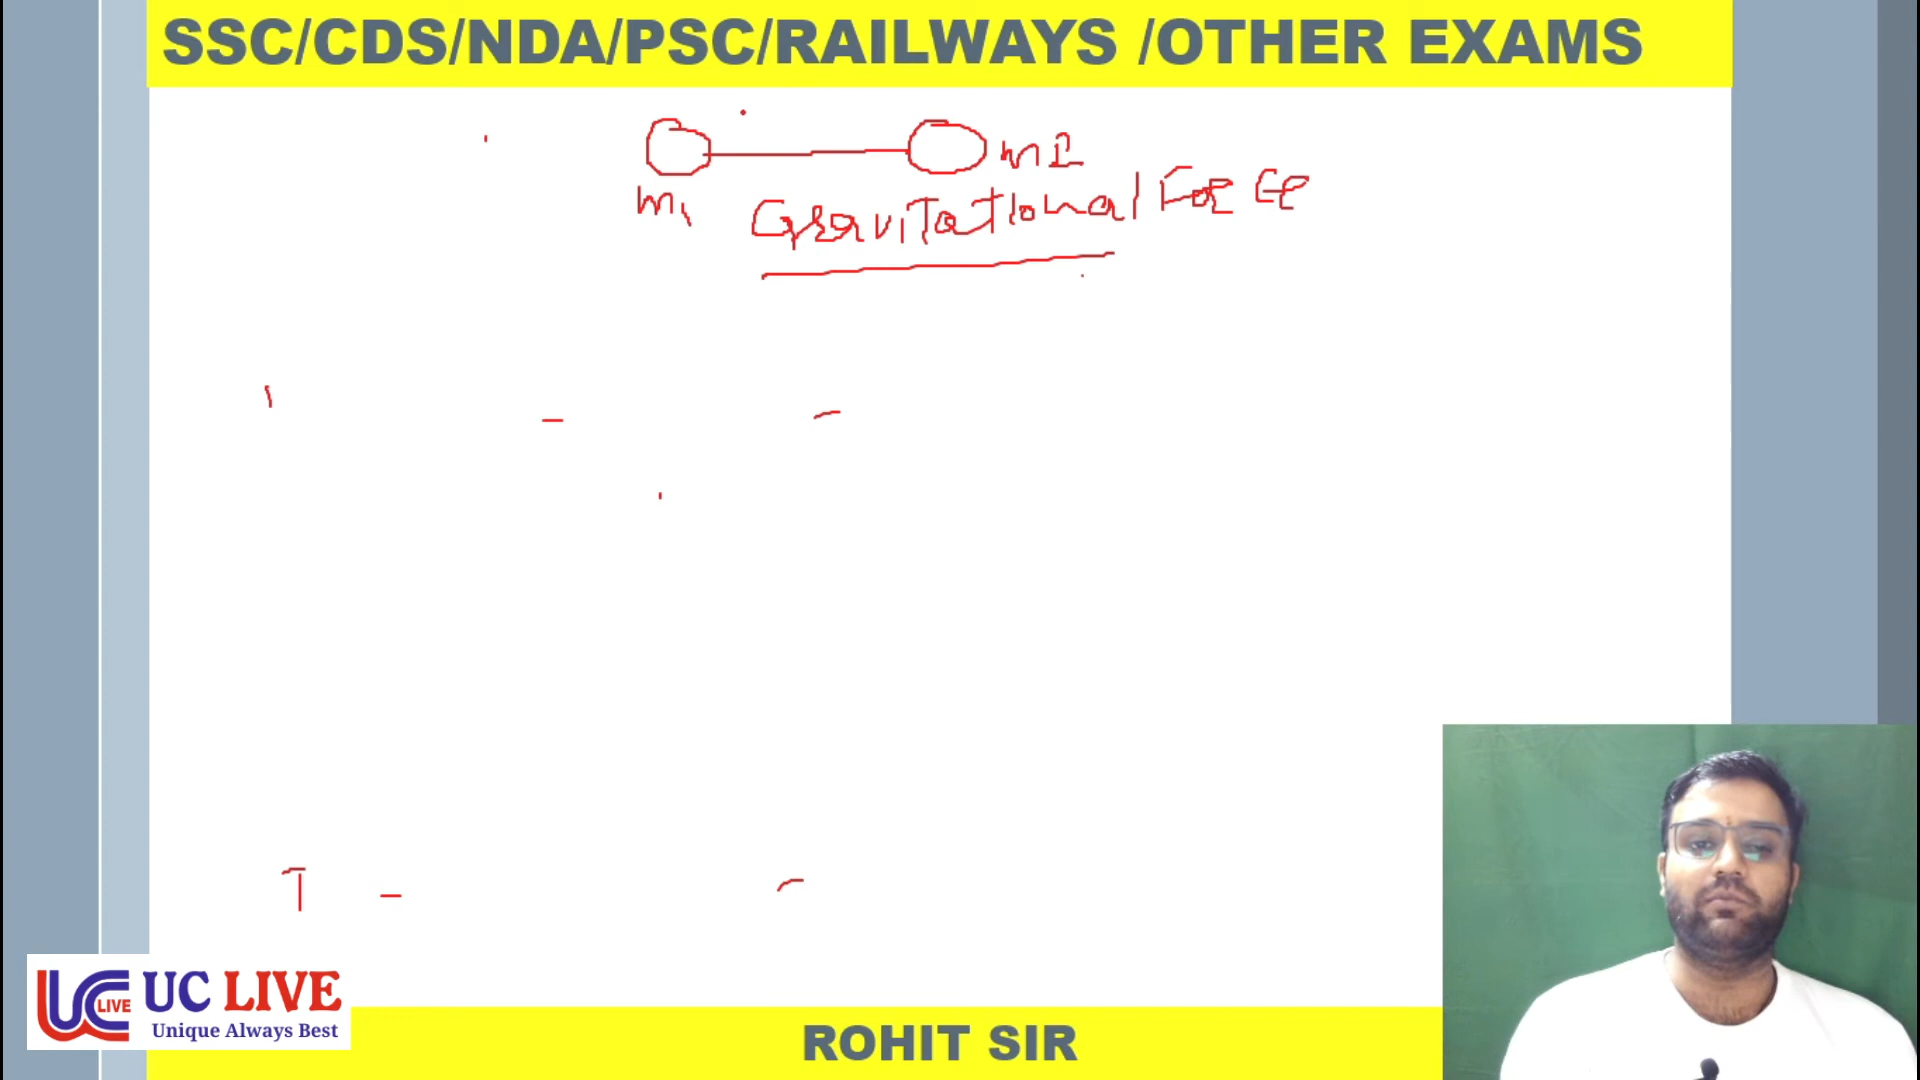 SSC/CDS/NDA/PSC/RAILWAYS /OTHER EXAMS
m1 m2
Gravitational Force
LIVE UC LIVE
Unique Always Best
ROHIT SIR